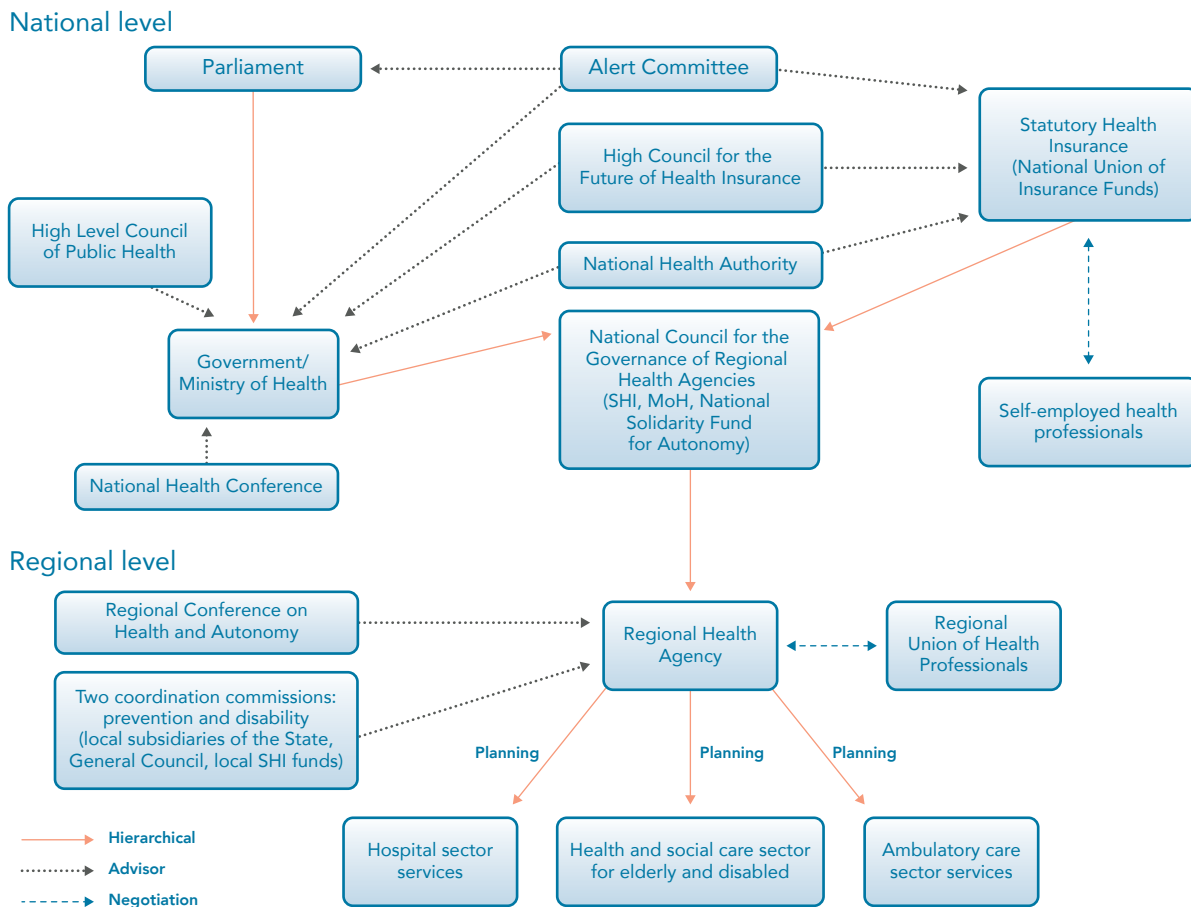 National level
Parliament
Alert Committee
Statutory Health
Insurance
(National Union of
Insurance Funds)
High Council for the
Future of Health Insurance
High Level Council
of Public Health
National Health Authority
Government/
Ministry of Health
National Council for the
Governance of Regional
Health Agencies
(SHI, MoH, National
Solidarity Fund
for Autonomy)
Self-employed health
professionals
National Health Conference
Regional level
Regional Conference on
Health and Autonomy
Regional Health
Agency
Regional
Union of Health
Professionals
Two coordination commissions:
prevention and disability
(local subsidiaries of the State,
General Council, local SHI funds)
Planning
Planning
Planning
Hospital sector
services
Health and social care sector
for elderly and disabled
Ambulatory care
sector services
Hierarchical
Advisor
Negotiation